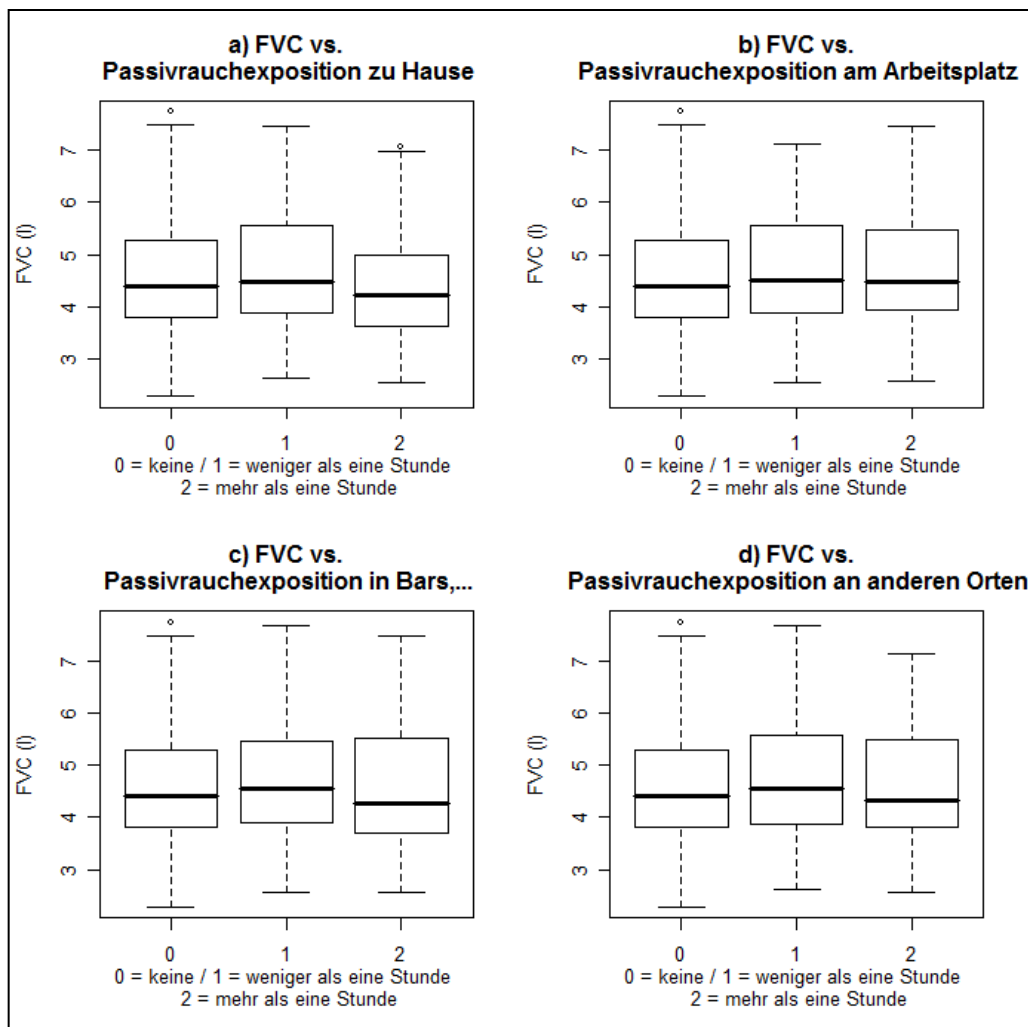 a) FVC vs.
Passivrauchexposition zu Hause
FVC (l)
7
6
5
4
3
0 1 2
0 = keine / 1 = weniger als eine Stunde
2 = mehr als eine Stunde
b) FVC vs.
Passivrauchexposition am Arbeitsplatz
FVC (l)
7
6
5
4
3
0 1 2
0 = keine / 1 = weniger als eine Stunde
2 = mehr als eine Stunde
c) FVC vs.
Passivrauchexposition in Bars,...
FVC (l)
7
6
5
4
3
0 1 2
0 = keine / 1 = weniger als eine Stunde
2 = mehr als eine Stunde
d) FVC vs.
Passivrauchexposition an anderen Orten
FVC (l)
7
6
5
4
3
0 1 2
0 = keine / 1 = weniger als eine Stunde
2 = mehr als eine Stunde